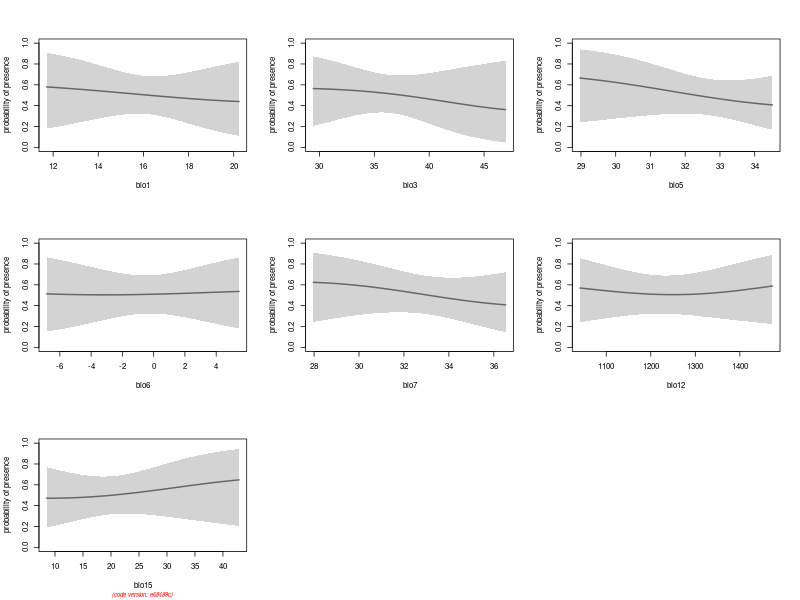 probability of presence
0.0 0.2 0.4 0.6 0.8 1.0
12 14 16 18 20
bio1
probability of presence
0.0 0.2 0.4 0.6 0.8 1.0
30 35 40 45
bio3
probability of presence
0.0 0.2 0.4 0.6 0.8 1.0
29 30 31 32 33 34
bio5
probability of presence
0.0 0.2 0.4 0.6 0.8 1.0
-6 -4 -2 0 2 4
bio6
probability of presence
0.0 0.2 0.4 0.6 0.8 1.0
28 30 32 34 36
bio7
probability of presence
0.0 0.2 0.4 0.6 0.8 1.0
1100 1200 1300 1400
bio12
probability of presence
0.0 0.2 0.4 0.6 0.8 1.0
10 15 20 25 30 35 40
bio15
(code version: